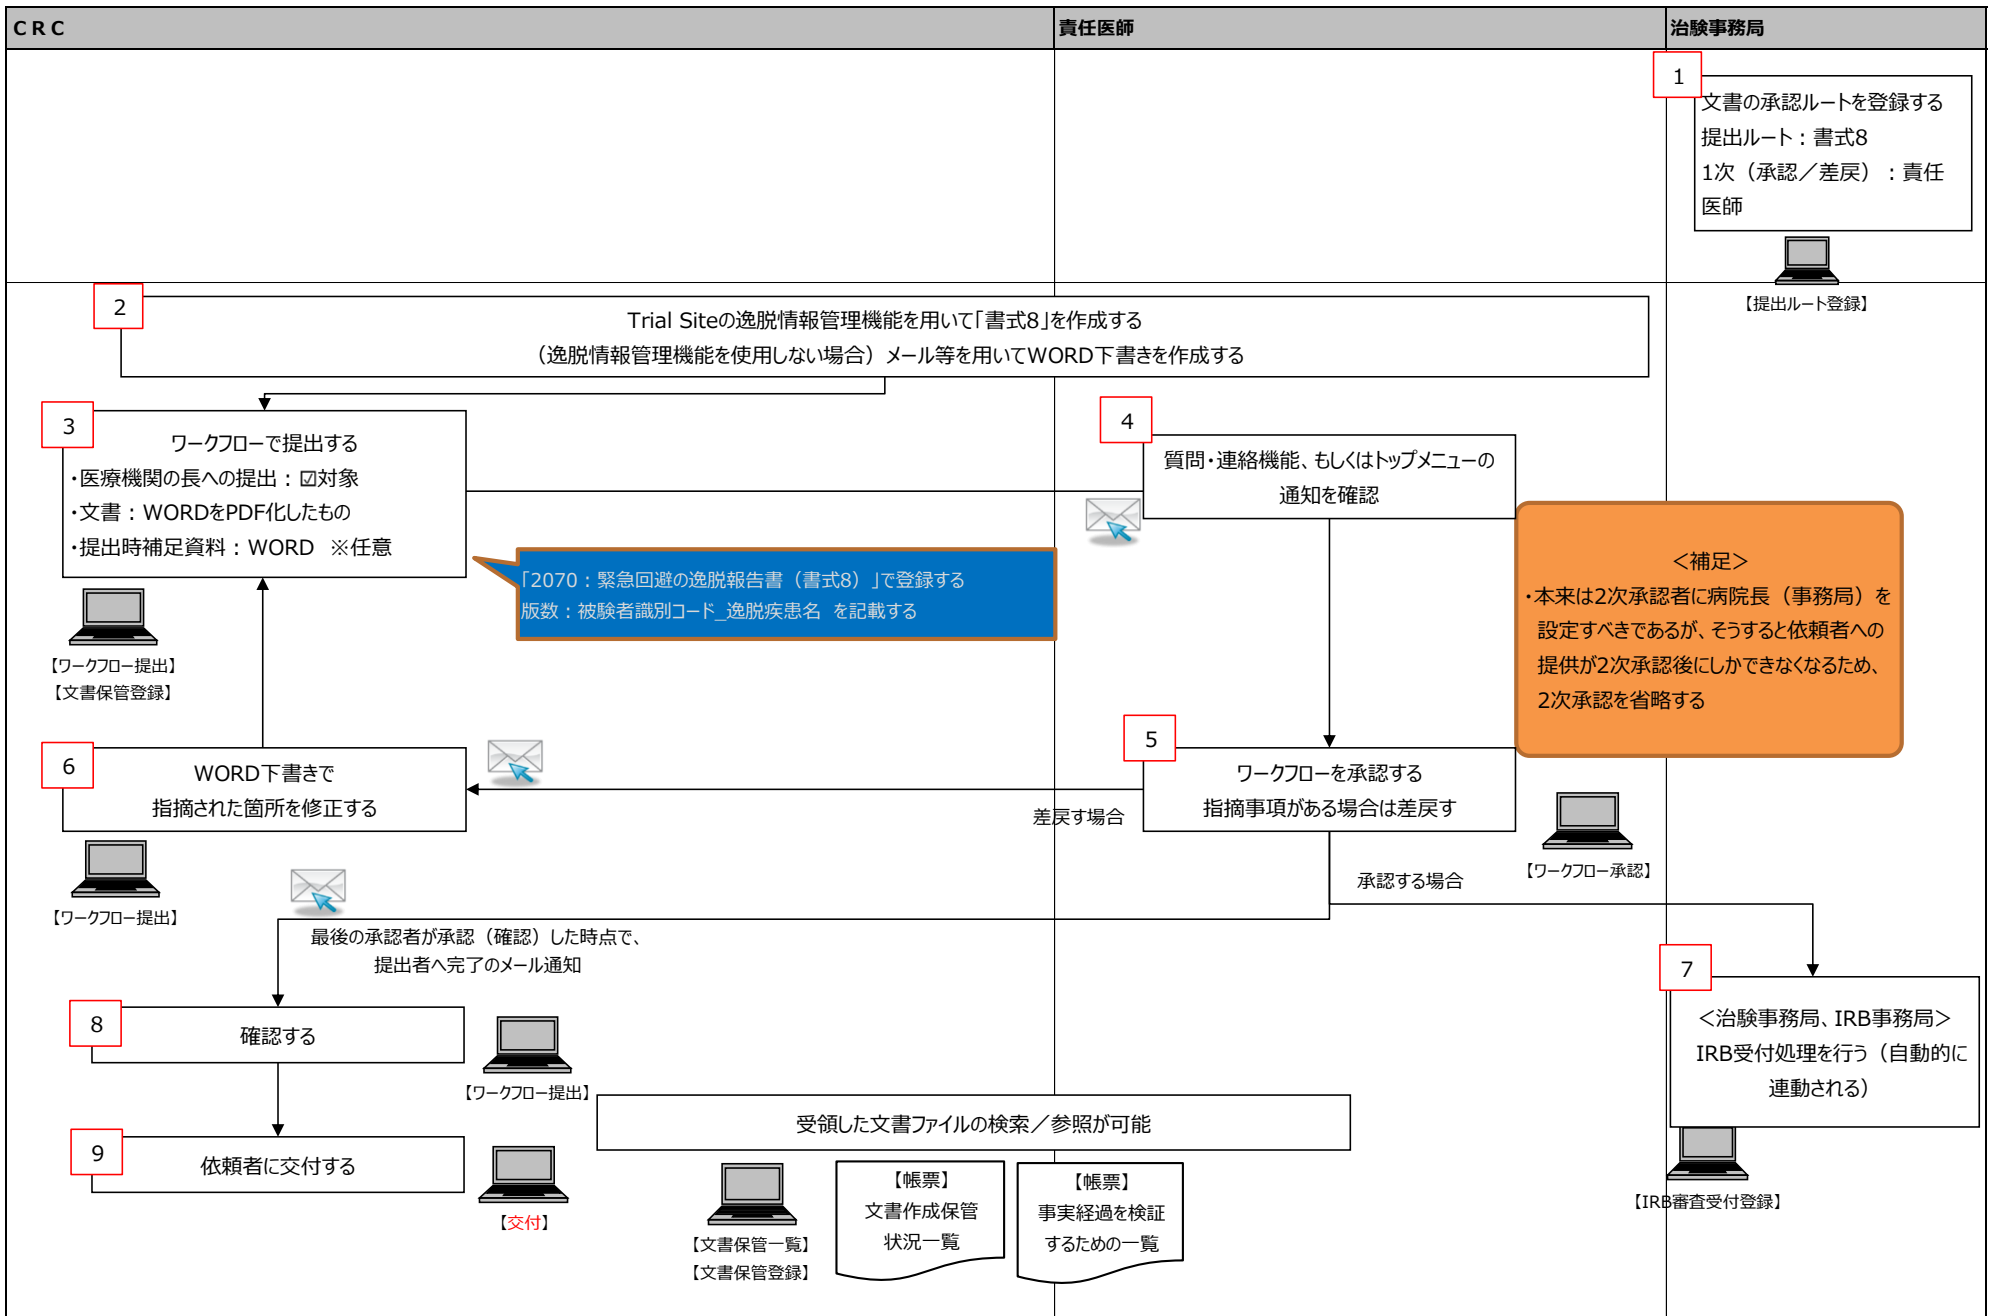 CRC
責任医師
治験事務局
1
文書の承認ルートを登録する
提出ルート：書式8
1次（承認／差戻）：責任
医師
【提出ルート登録】
2
Trial Siteの逸脱情報管理機能を用いて「書式8」を作成する
（逸脱情報管理機能を使用しない場合）メール等を用いてWORD下書きを作成する
3
ワークフローで提出する
・医療機関の長への提出：☑対象
・文書：WORDをPDF化したもの
・提出時補足資料：WORD ※任意
【ワークフロー提出】
【文書保管登録】
「2070：緊急回避の逸脱報告書（書式8）」で登録する
版数：被験者識別コード_逸脱疾患名 を記載する
4
質問・連絡機能、もしくはトップメニューの
通知を確認
＜補足＞
・本来は2次承認者に病院長（事務局）を
設定すべきであるが、そうすると依頼者への
提供が2次承認後にしかできなくなるため、
2次承認を省略する
5
ワークフローを承認する
指摘事項がある場合は差戻す
【ワークフロー承認】
差戻す場合
承認する場合
6
WORD下書きで
指摘された箇所を修正する
【ワークフロー提出】
最後の承認者が承認（確認）した時点で、
提出者へ完了のメール通知
7
＜治験事務局、IRB事務局＞
IRB受付処理を行う（自動的に
連動される）
【IRB審査受付登録】
8
確認する
【ワークフロー提出】
9
依頼者に交付する
【交付】
受領した文書ファイルの検索／参照が可能
【文書保管一覧】
【文書保管登録】
【帳票】
文書作成保管
状況一覧
【帳票】
事実経過を検証
するための一覧